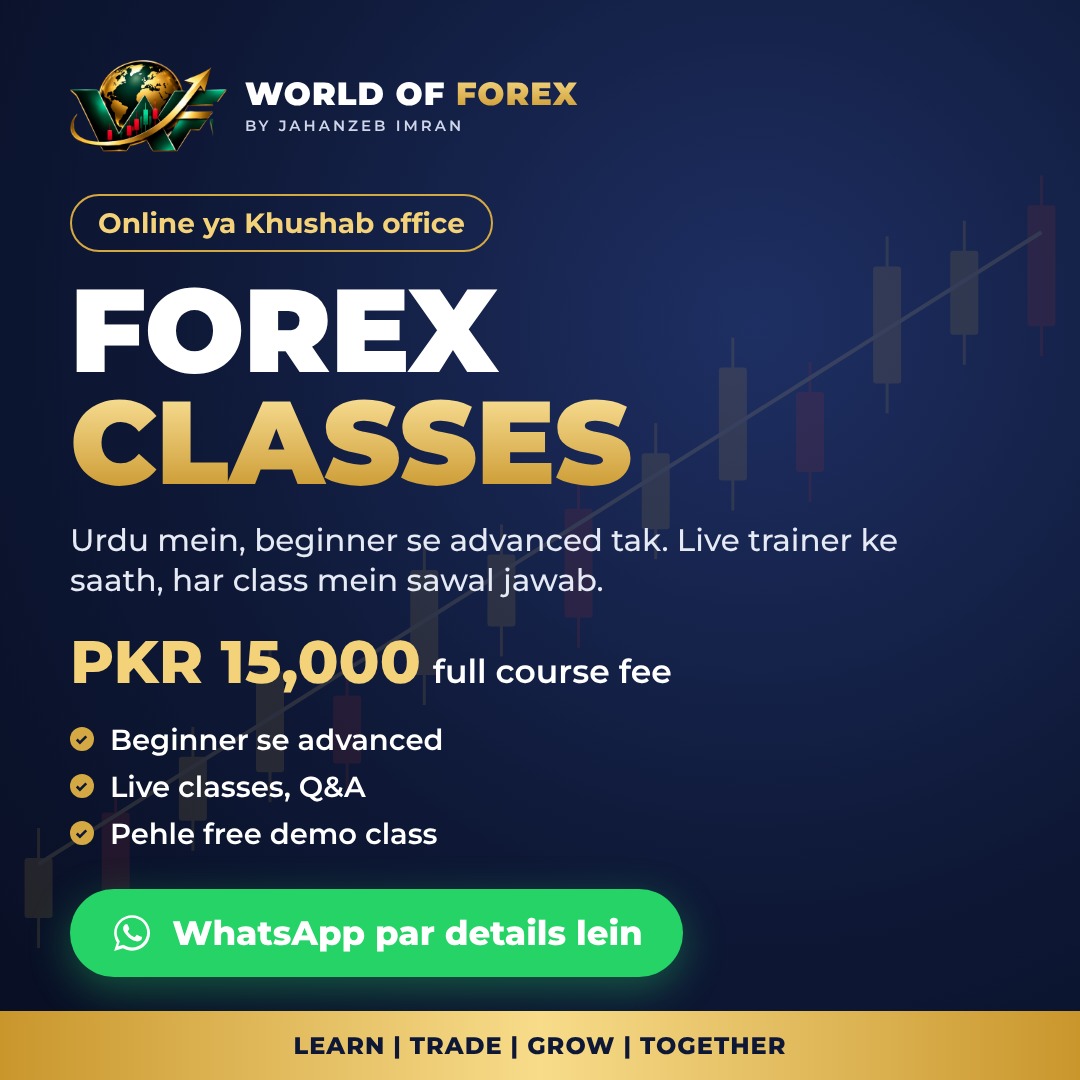 WORLD OF FOREX
BY JAHANZEB IMRAN
Online ya Khushab office
FOREX
CLASSES
Urdu mein, beginner se advanced tak. Live trainer ke
saath, har class mein sawal jawab.
PKR 15,000 full course fee
Beginner se advanced
Live classes, Q&A
Pehle free demo class
WhatsApp par details lein
LEARN | TRADE | GROW | TOGETHER